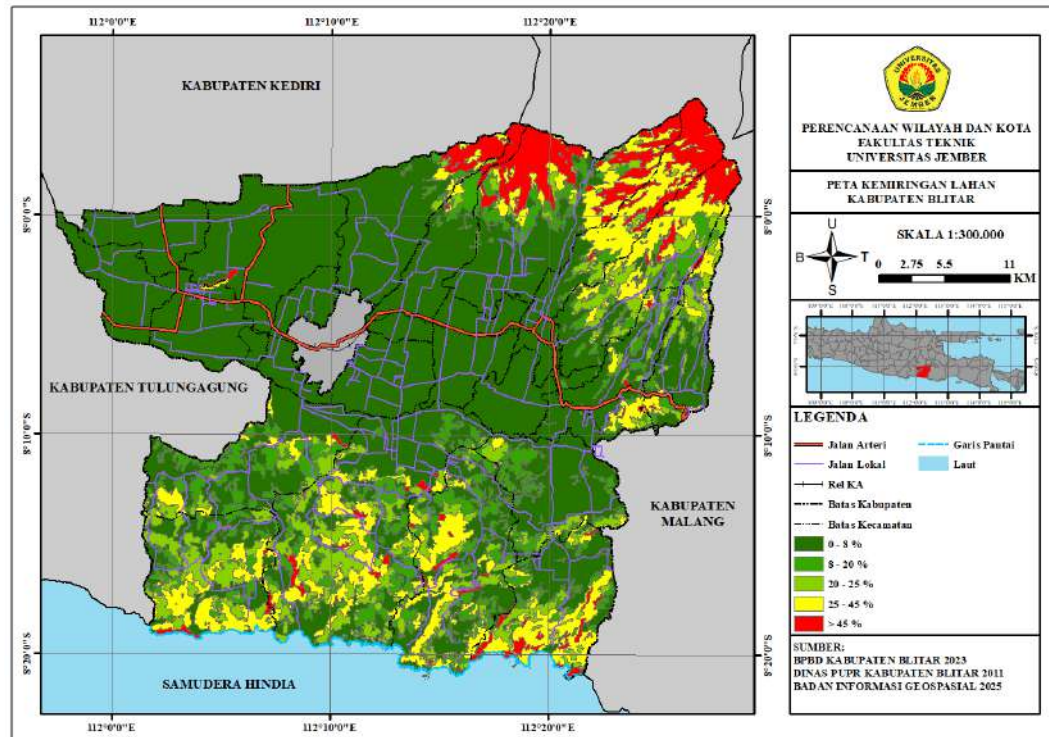 112°0'0"E
112°10'0"E
112°20'0"E
KABUPATEN KEDIRI
8°0'0"S
8°0'0"S
KABUPATEN TULUNGAGUNG
8°10'0"S
8°10'0"S
KABUPATEN
MALANG
8°20'0"S
8°20'0"S
SAMUDERA HINDIA
112°0'0"E
112°10'0"E
112°20'0"E
UNIVERSITAS
JEMBER
PERENCANAAN WILAYAH DAN KOTA
FAKULTAS TEKNIK
UNIVERSITAS JEMBER
PETA KEMIRINGAN LAHAN
KABUPATEN BLITAR
U
B
T
S
SKALA 1:300.000
0 2.75 5.5 11
KM
LEGENDA
Jalan Arteri
Jalan Lokal
Rel KA
Batas Kabupaten
Batas Kecamatan
0 - 8 %
8 - 20 %
20 - 25 %
25 - 45 %
> 45 %
Garis Pantai
Laut
SUMBER:
BPBD KABUPATEN BLITAR 2023
DINAS PUPR KABUPATEN BLITAR 2011
BADAN INFORMASI GEOSPASIAL 2025